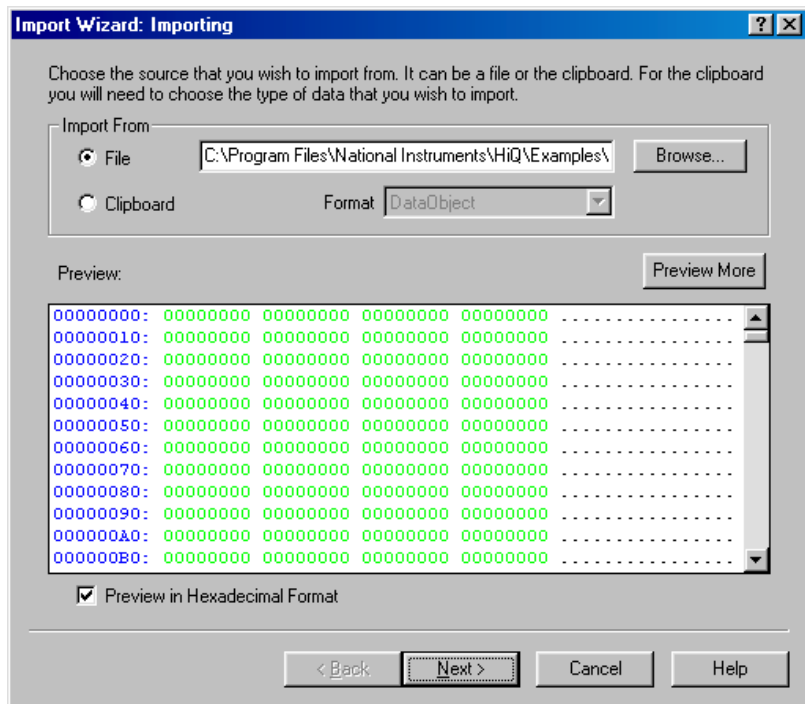 Import Wizard: Importing
Choose the source that you wish to import from. It can be a file or the clipboard. For the clipboard
you will need to choose the type of data that you wish to import.
Import From
File C:\Program Files\National Instruments\HiQ\Examples\ Browse...
Clipboard Format DataObject
Preview: Preview More
00000000: 00000000 00000000 00000000 00000000 ................
00000010: 00000000 00000000 00000000 00000000 ................
00000020: 00000000 00000000 00000000 00000000 ................
00000030: 00000000 00000000 00000000 00000000 ................
00000040: 00000000 00000000 00000000 00000000 ................
00000050: 00000000 00000000 00000000 00000000 ................
00000060: 00000000 00000000 00000000 00000000 ................
00000070: 00000000 00000000 00000000 00000000 ................
00000080: 00000000 00000000 00000000 00000000 ................
00000090: 00000000 00000000 00000000 00000000 ................
000000A0: 00000000 00000000 00000000 00000000 ................
000000B0: 00000000 00000000 00000000 00000000 ................
Preview in Hexadecimal Format
< Back Next > Cancel Help